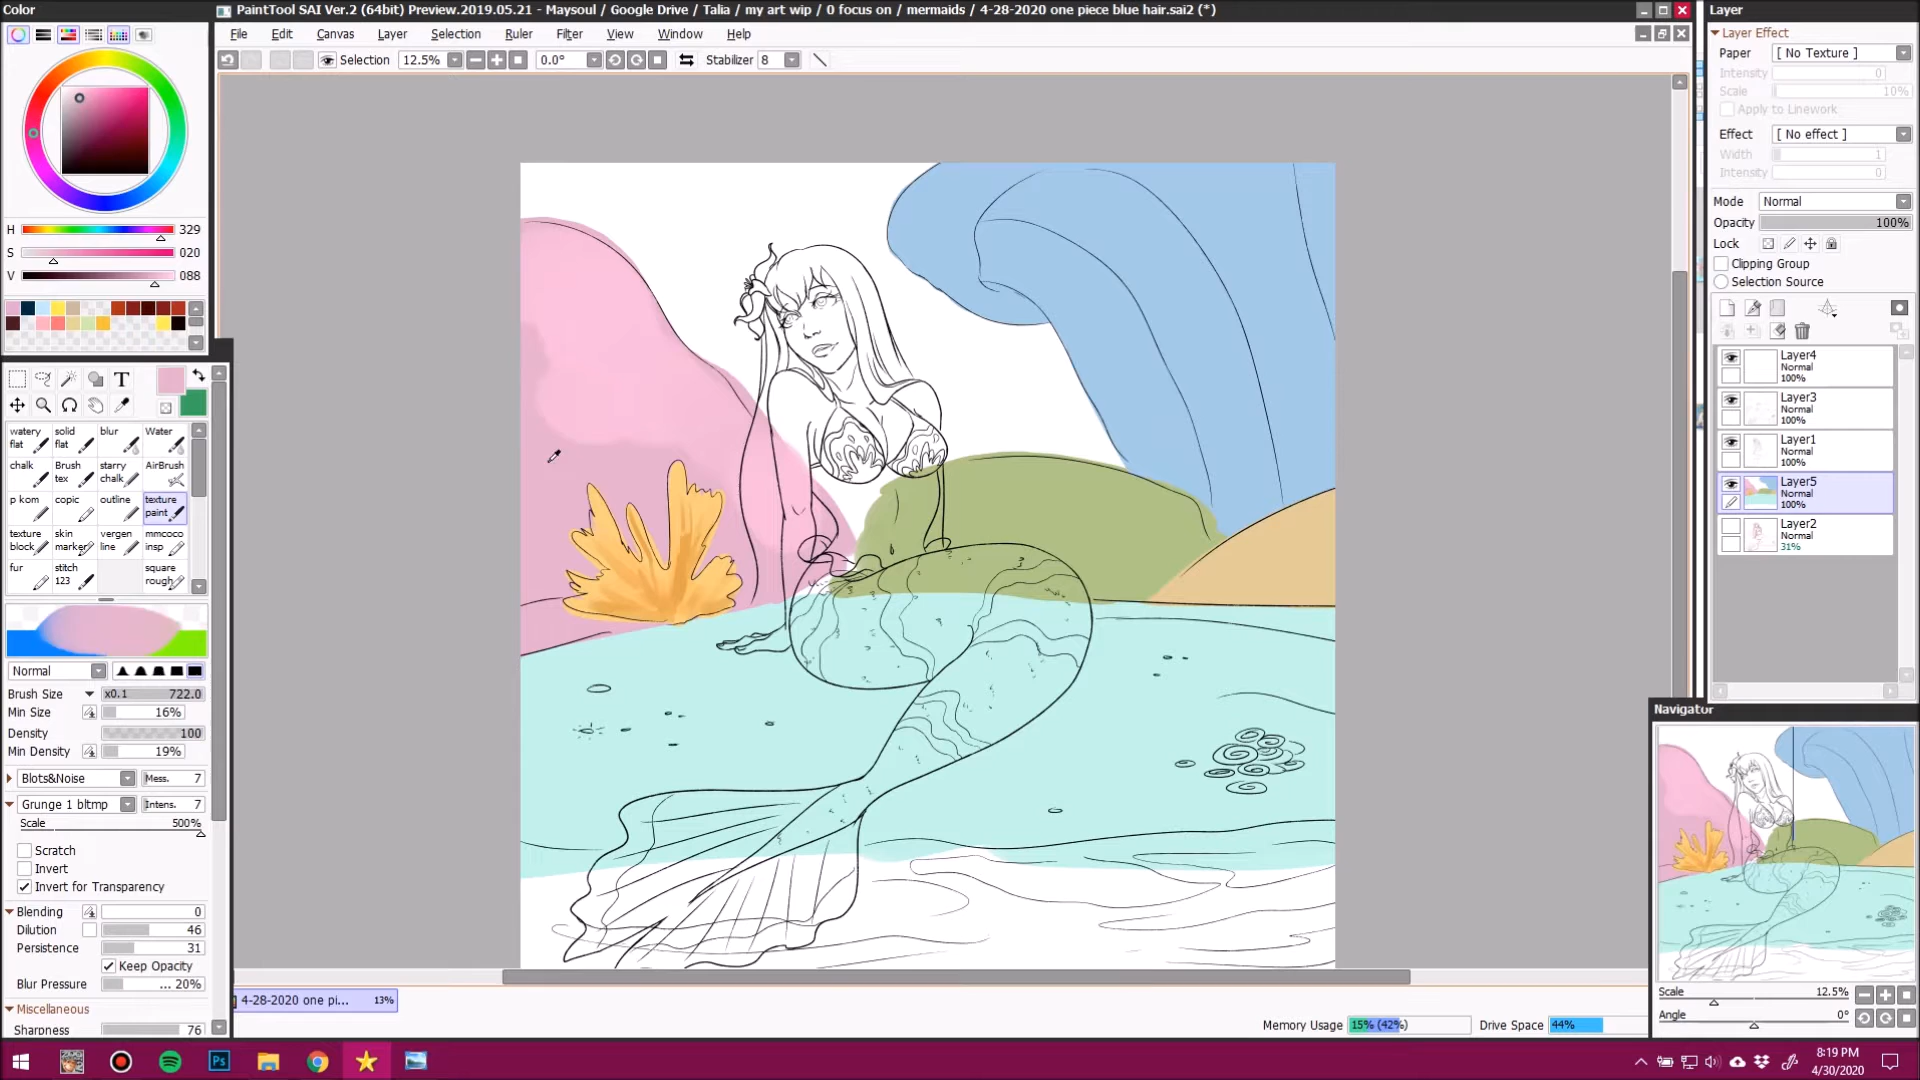 Color
PaintTool SAI Ver.2 (64bit) Preview.2019.05.21 - Maysoul / Google Drive / Talia / my art wip / 0 focus on / mermaids / 4-28-2020 one piece blue hair.sai2 (*)
Layer
File Edit Canvas Layer Selection Ruler Filter View Window Help
Selection 12.5% 0.0° Stabilizer 8
H 329
S 020
V 088
T
watery flat
solid flat
blur
Water
chalk
Brush tex
starry chalk
AirBrush
p kom
copic
outline
texture paint
texture block
skin marker
vergen line
mmcoco insp
fur
stitch 123
square rough
Normal
Brush Size x0.1 722.0
Min Size 16%
Density 100
Min Density 19%
Blots&Noise Mess. 7
Grunge 1 bltmp Intens. 7
Scale 500%
Scratch
Invert
Invert for Transparency
Blending 0
Dilution 46
Persistence 31
Keep Opacity
Blur Pressure ... 20%
Miscellaneous
Sharpness 76
4-28-2020 one pi... 13%
Memory Usage 15% (42%) Drive Space 44%
Layer Effect
Paper [ No Texture ]
Intensity 0
Scale 10%
Apply to Linework
Effect [ No effect ]
Width 1
Intensity 0
Mode Normal
Opacity 100%
Lock
Clipping Group
Selection Source
Layer4
Normal
100%
Layer3
Normal
100%
Layer1
Normal
100%
Layer5
Normal
100%
Layer2
Normal
31%
Navigator
Scale 12.5%
Angle 0°
Ps
8:19 PM
4/30/2020